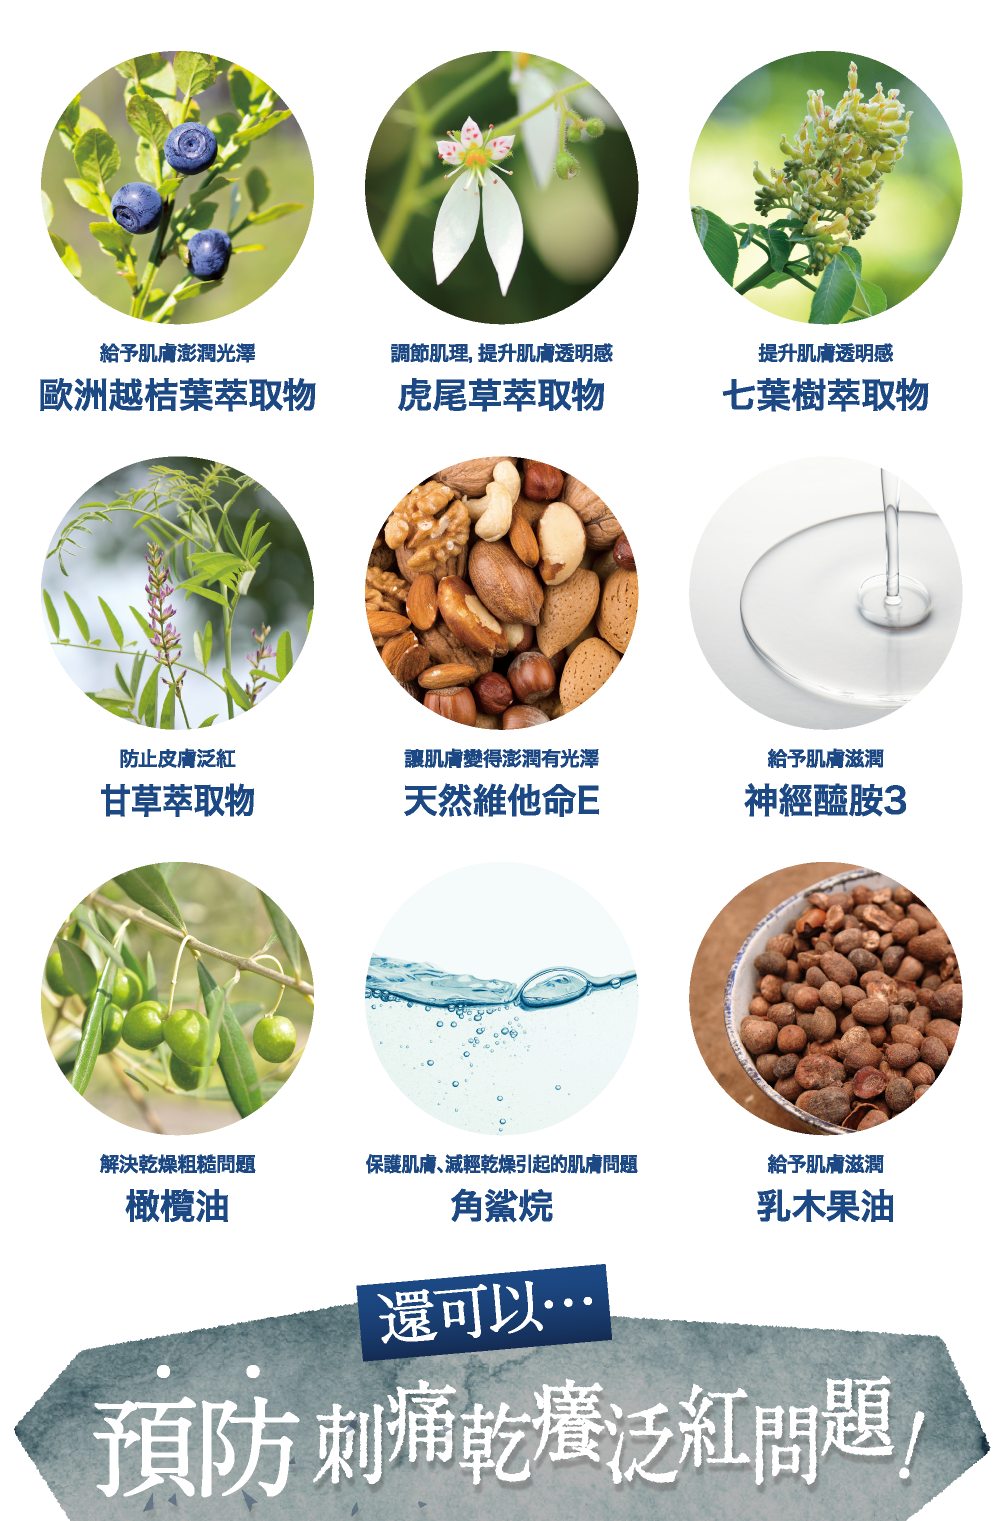 給予肌膚澎潤光澤
歐洲越桔葉萃取物
調節肌理, 提升肌膚透明感
虎尾草萃取物
提升肌膚透明感
七葉樹萃取物
防止皮膚泛紅
甘草萃取物
讓肌膚變得澎潤有光澤
天然維他命E
給予肌膚滋潤
神經醯胺3
解決乾燥粗糙問題
橄欖油
保護肌膚、減輕乾燥引起的肌膚問題
角鯊烷
給予肌膚滋潤
乳木果油
還可以…
預防刺痛乾癢泛紅問題!